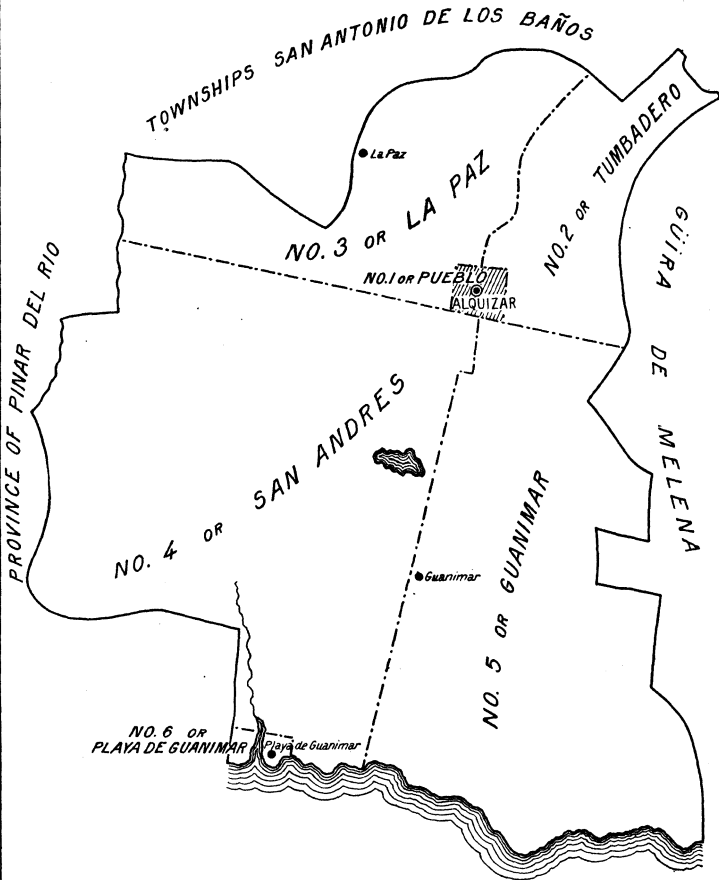 TOWNSHIPS SAN ANTONIO DE LOS BAÑOS
La Paz
NO. 3 OR LA PAZ
NO. 2 OR TUMBADERO
GÜIRA DE MELENA
PROVINCE OF PINAR DEL RIO
NO. 1 OR PUEBLO
ALQUIZAR
NO. 4 OR SAN ANDRES
Guanimar
NO. 5 OR GUANIMAR
NO. 6 OR
PLAYA DE GUANIMAR
Playa de Guanimar